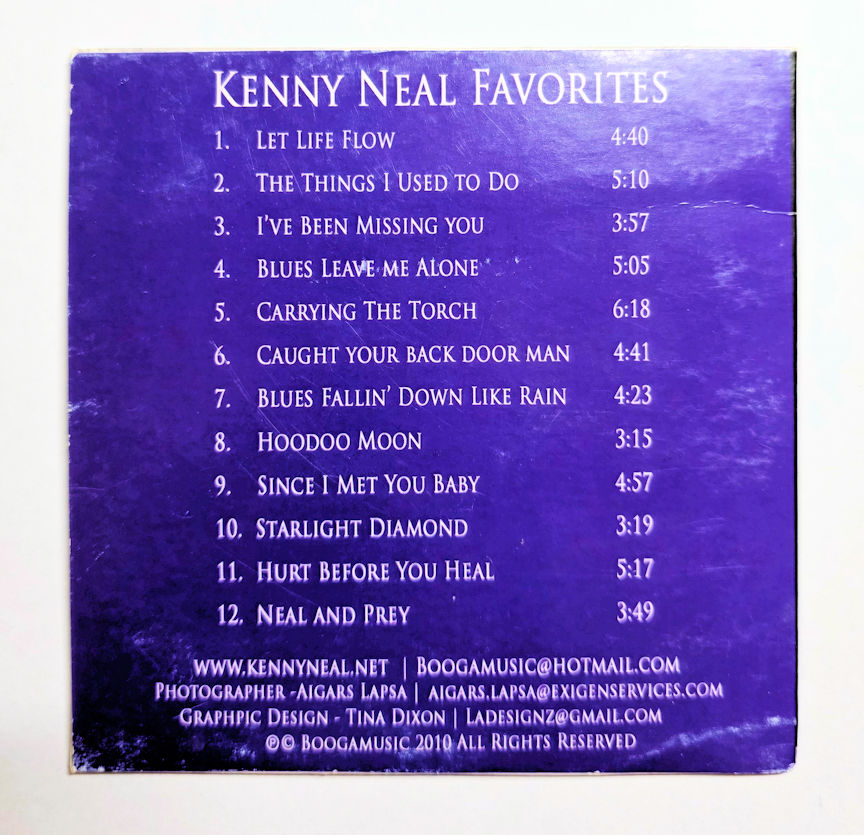 KENNY NEAL FAVORITES
1. LET LIFE FLOW 4:40
2. THE THINGS I USED TO DO 5:10
3. I'VE BEEN MISSING YOU 3:57
4. BLUES LEAVE ME ALONE 5:05
5. CARRYING THE TORCH 6:18
6. CAUGHT YOUR BACK DOOR MAN 4:41
7. BLUES FALLIN' DOWN LIKE RAIN 4:23
8. HOODOO MOON 3:15
9. SINCE I MET YOU BABY 4:57
10. STARLIGHT DIAMOND 3:19
11. HURT BEFORE YOU HEAL 5:17
12. NEAL AND PREY 3:49
WWW.KENNYNEAL.NET | BOOGAMUSIC@HOTMAIL.COM
PHOTOGRAPHER -AIGARS LAPSA | AIGARS.LAPSA@EXIGENSERVICES.COM
GRAPHPIC DESIGN - TINA DIXON | LADESIGNZ@GMAIL.COM
℗© BOOGAMUSIC 2010 ALL RIGHTS RESERVED